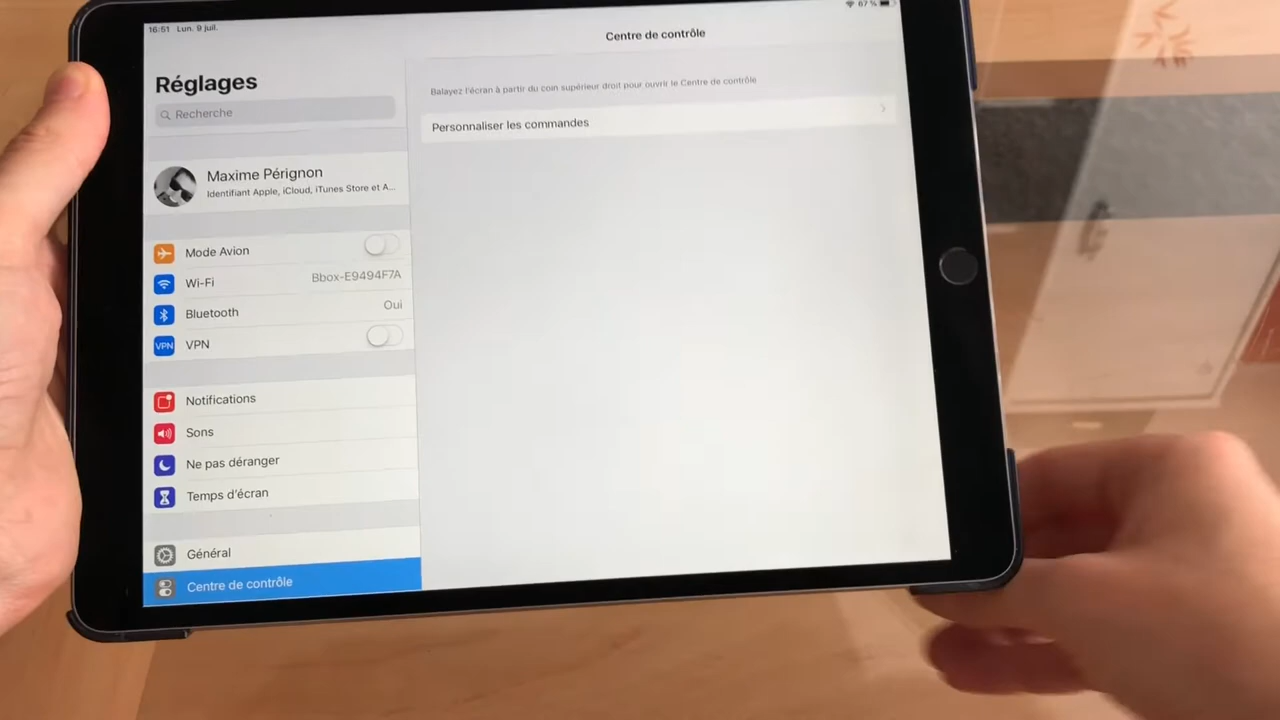 16:51 Lun. 9 juil.
67 %
Centre de contrôle
Réglages
Recherche
Balayez l'écran à partir du coin supérieur droit pour ouvrir le Centre de contrôle
Personnaliser les commandes
Maxime Pérignon
Identifiant Apple, iCloud, iTunes Store et A...
Mode Avion
Wi-Fi Bbox-E9494F7A
Bluetooth Oui
VPN VPN
Notifications
Sons
Ne pas déranger
Temps d'écran
Général
Centre de contrôle